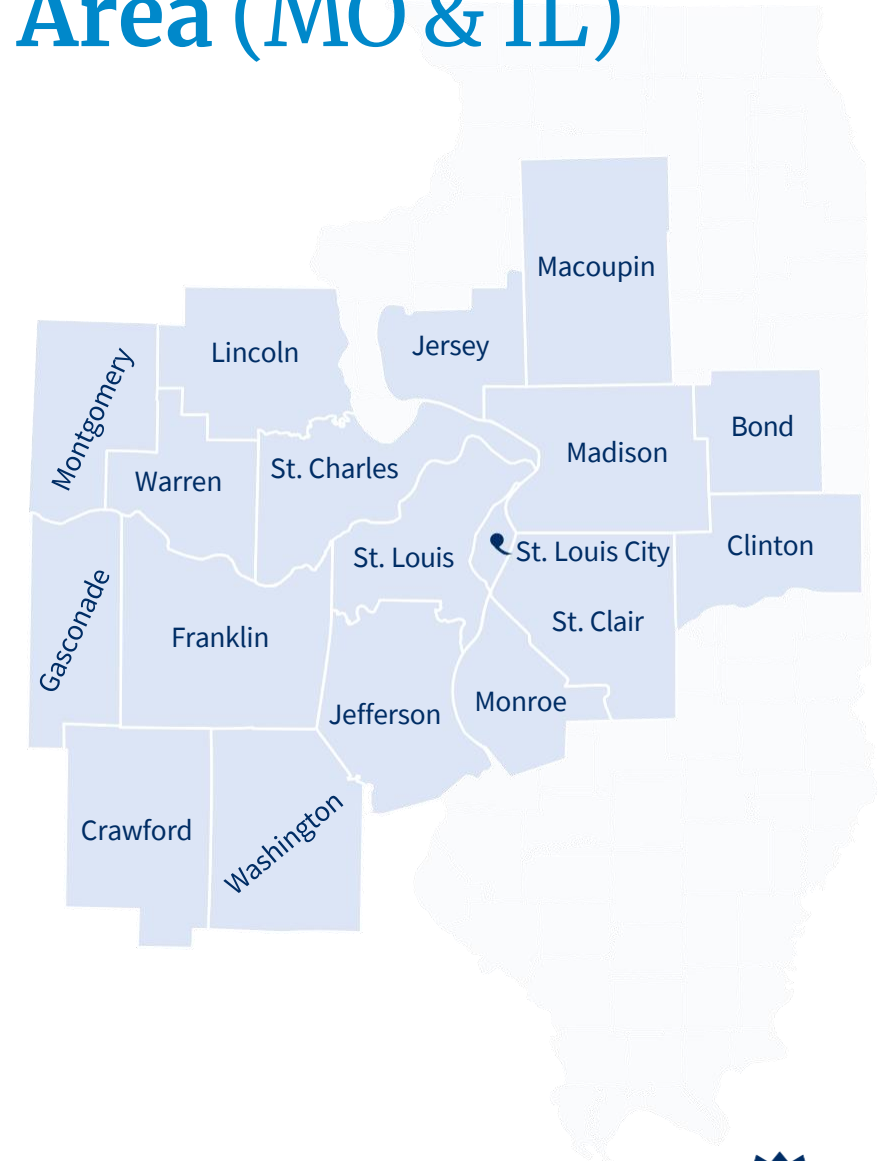 Area (MO & IL)
Macoupin
Lincoln
Jersey
Montgomery
Bond
Madison
St. Charles
Warren
Clinton
St. Louis
St. Louis City
St. Clair
Gasconade
Franklin
Monroe
Jefferson
Crawford
Washington